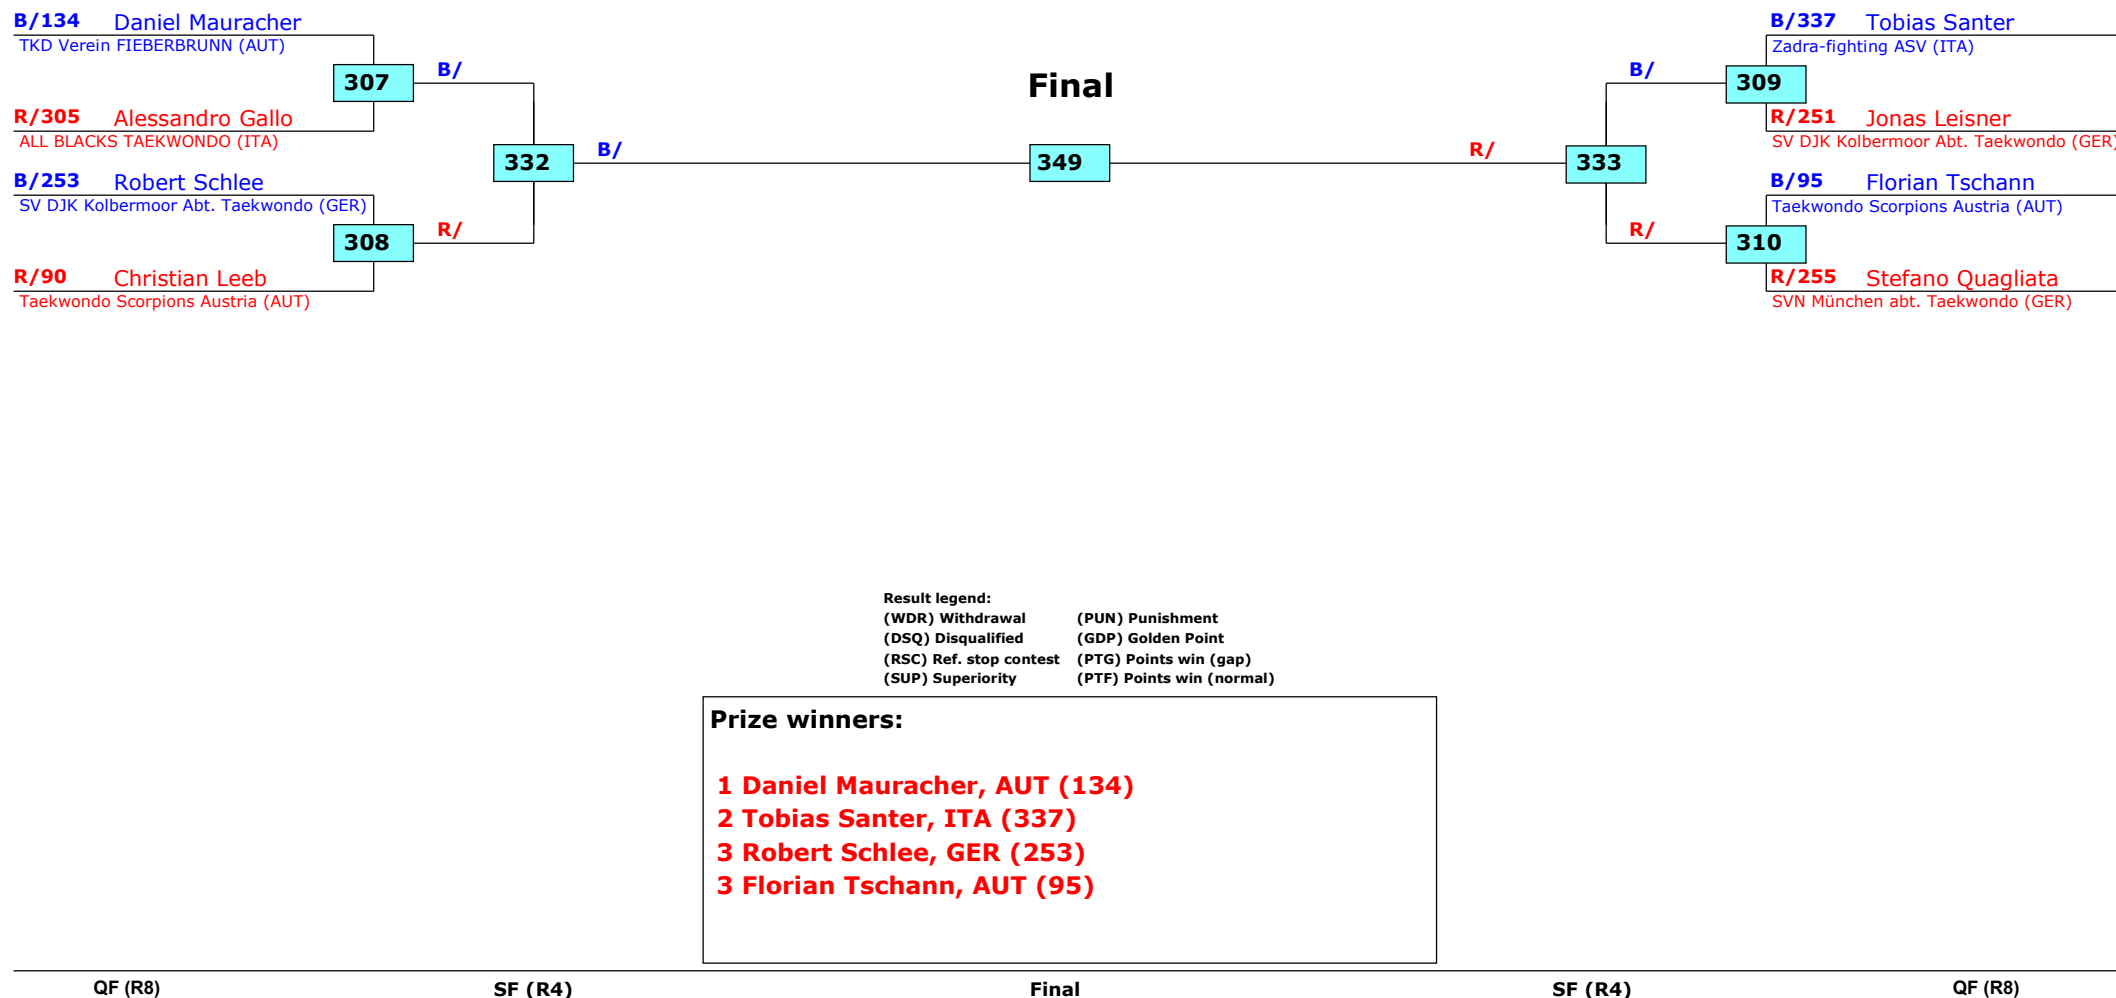 B/134 Daniel Mauracher
TKD Verein FIEBERBRUNN (AUT)
307
B/
R/305 Alessandro Gallo
ALL BLACKS TAEKWONDO (ITA)
332
B/
B/253 Robert Schlee
SV DJK Kolbermoor Abt. Taekwondo (GER)
308
R/
R/90 Christian Leeb
Taekwondo Scorpions Austria (AUT)
Final
349
B/337 Tobias Santer
Zadra-fighting ASV (ITA)
B/
309
R/251 Jonas Leisner
SV DJK Kolbermoor Abt. Taekwondo (GER)
R/
333
B/95 Florian Tschann
Taekwondo Scorpions Austria (AUT)
R/
310
R/255 Stefano Quagliata
SVN München abt. Taekwondo (GER)
Result legend:
(WDR) Withdrawal (PUN) Punishment
(DSQ) Disqualified (GDP) Golden Point
(RSC) Ref. stop contest (PTG) Points win (gap)
(SUP) Superiority (PTF) Points win (normal)
Prize winners:
1 Daniel Mauracher, AUT (134)
2 Tobias Santer, ITA (337)
3 Robert Schlee, GER (253)
3 Florian Tschann, AUT (95)
QF (R8) SF (R4) Final SF (R4) QF (R8)